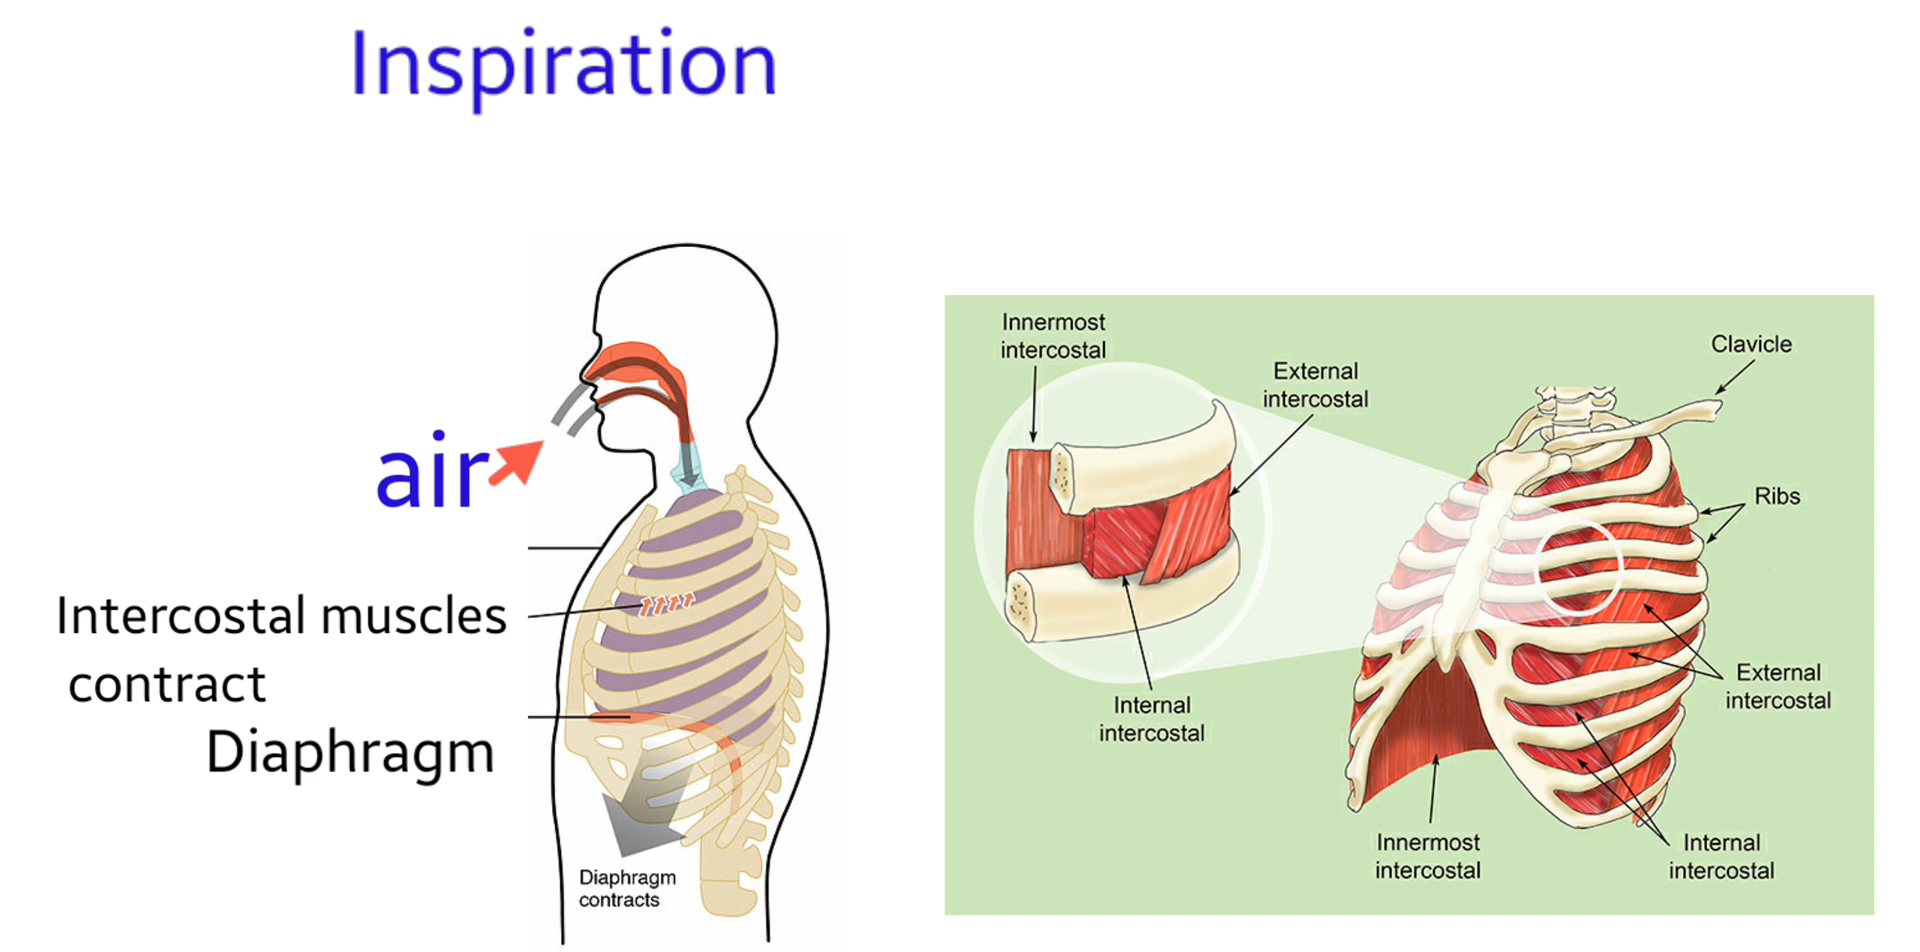 Inspiration
air
Intercostal muscles
contract
Diaphragm
Diaphragm
contracts
Innermost
intercostal
External
intercostal
Clavicle
Ribs
Internal
intercostal
External
intercostal
Innermost
intercostal
Internal
intercostal